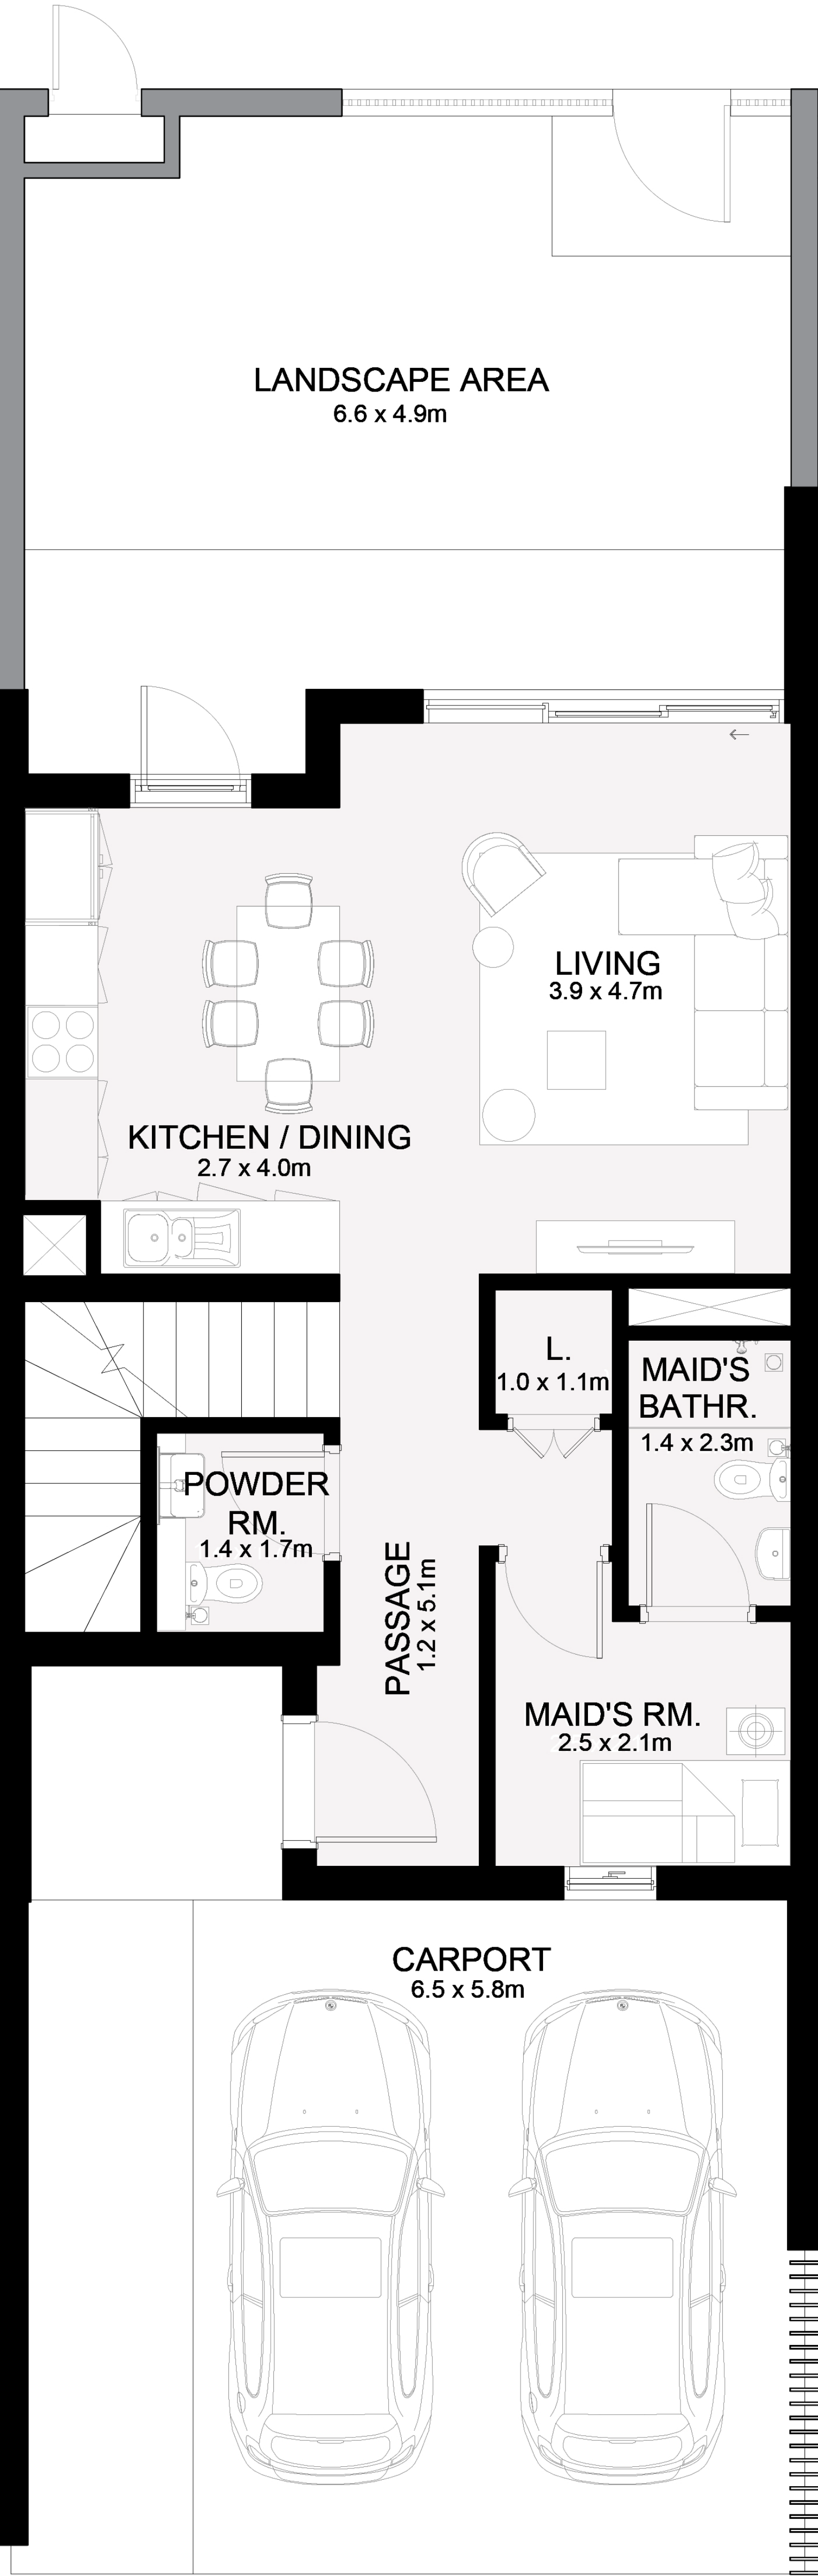 LANDSCAPE AREA
6.6 x 4.9m
LIVING
3.9 x 4.7m
KITCHEN / DINING
2.7 x 4.0m
L.
1.0 x 1.1m
MAID'S
BATHR.
1.4 x 2.3m
POWDER
RM.
1.4 x 1.7m
PASSAGE
1.2 x 5.1m
MAID'S RM.
2.5 x 2.1m
CARPORT
6.5 x 5.8m